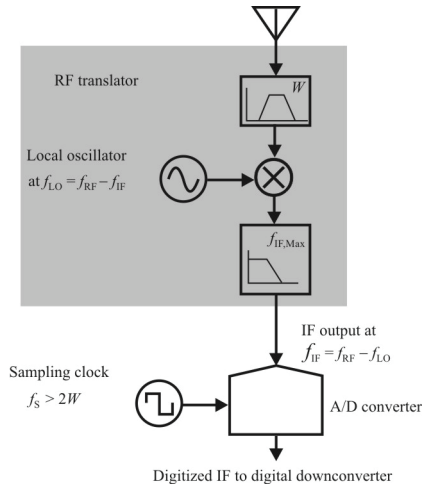 RF translator
W
Local oscillator
at f_LO = f_RF – f_IF
f_IF,Max
IF output at
f_IF = f_RF – f_LO
Sampling clock
f_S > 2W
A/D converter
Digitized IF to digital downconverter